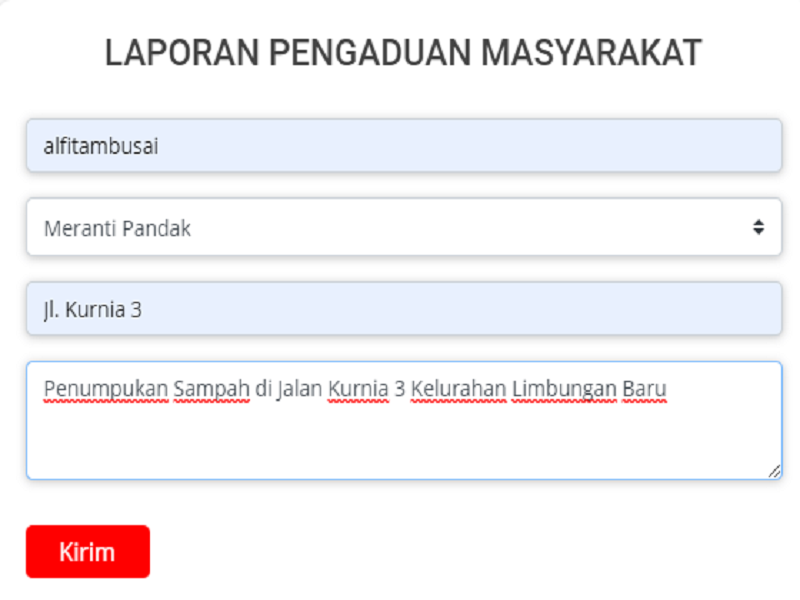 LAPORAN PENGADUAN MASYARAKAT
alfitambusai
Meranti Pandak
Jl. Kurnia 3
Penumpukan Sampah di Jalan Kurnia 3 Kelurahan Limbungan Baru
Kirim